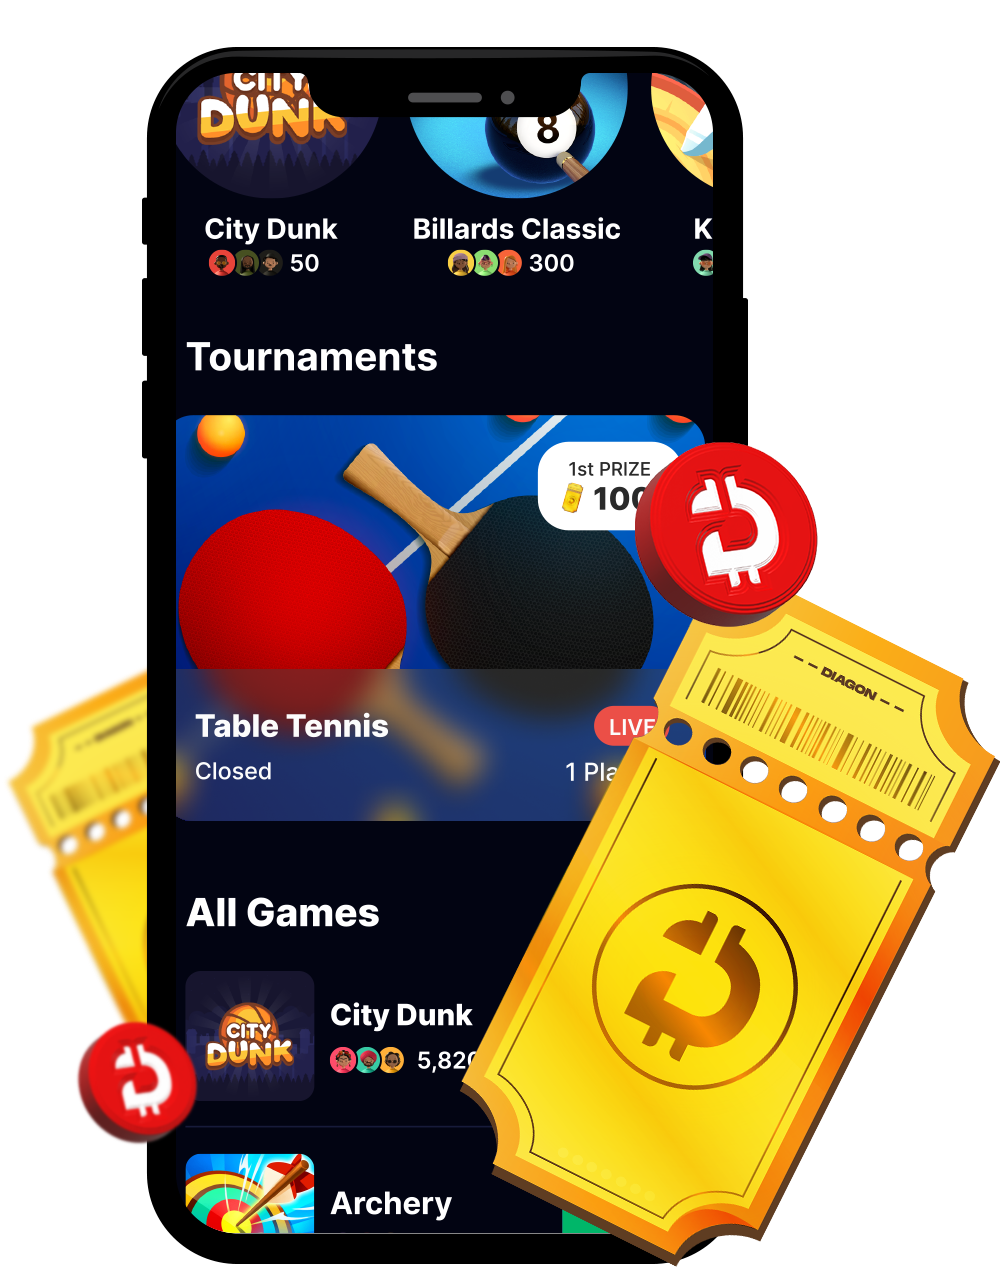 CITY
DUNK
8
City Dunk
Billards Classic
K
50
300
Tournaments
1st PRIZE
100
Table Tennis
LIVE
Closed
1 Pla
-- DIAGON --
All Games
CITY
DUNK
City Dunk
5,820
Archery